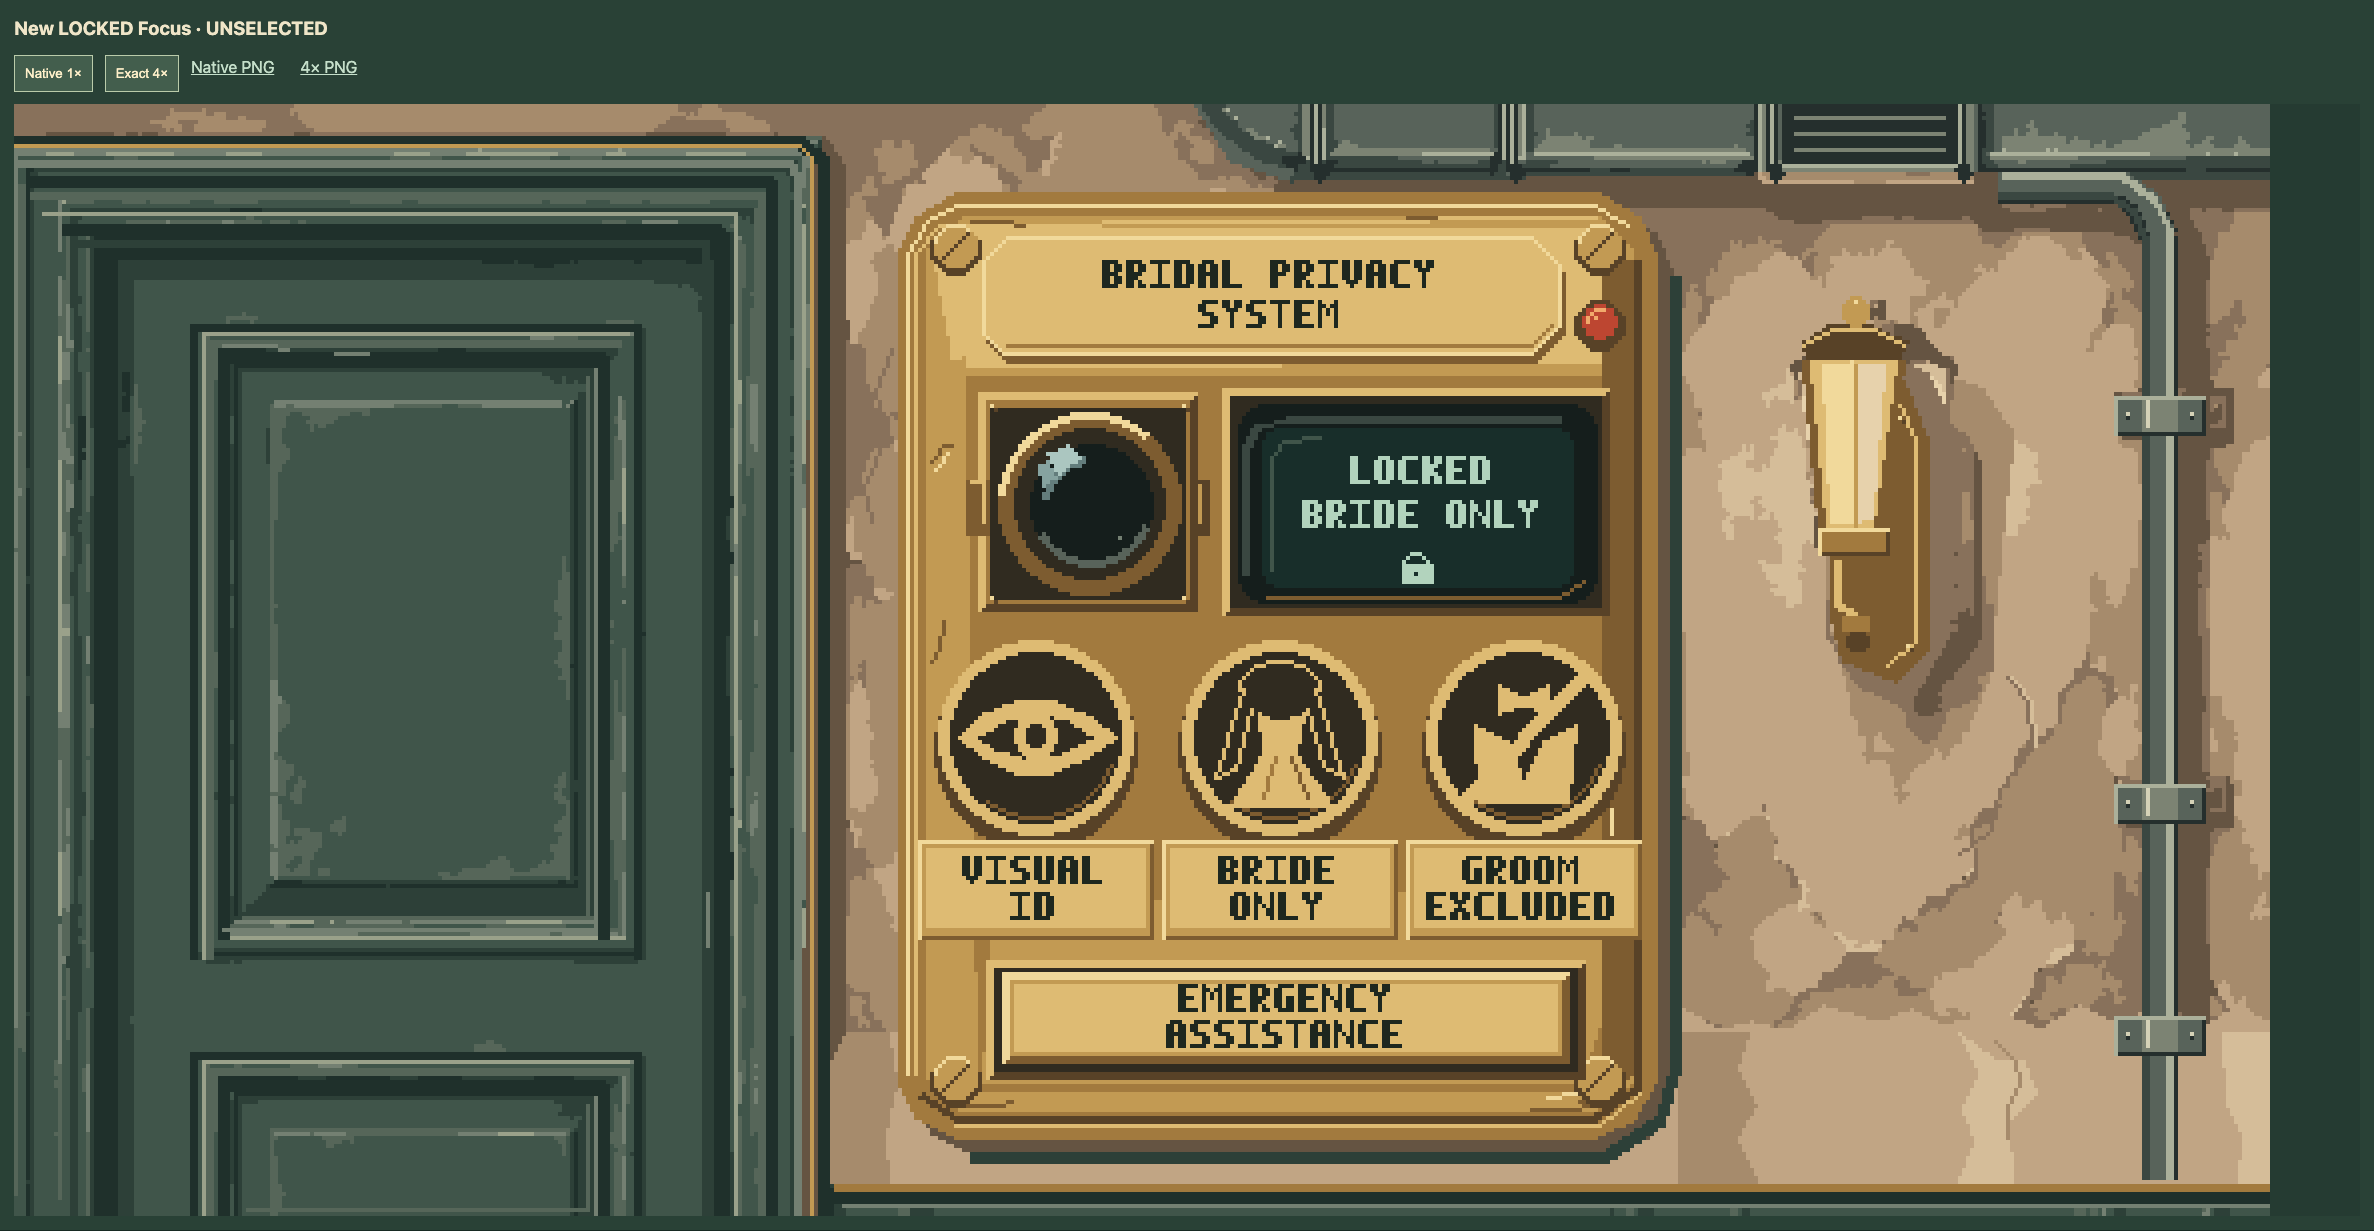 New LOCKED Focus · UNSELECTED
Native 1×
Exact 4×
Native PNG
4× PNG
BRIDAL PRIVACY
SYSTEM
LOCKED
BRIDE ONLY
VISUAL
ID
BRIDE
ONLY
GROOM
EXCLUDED
EMERGENCY
ASSISTANCE